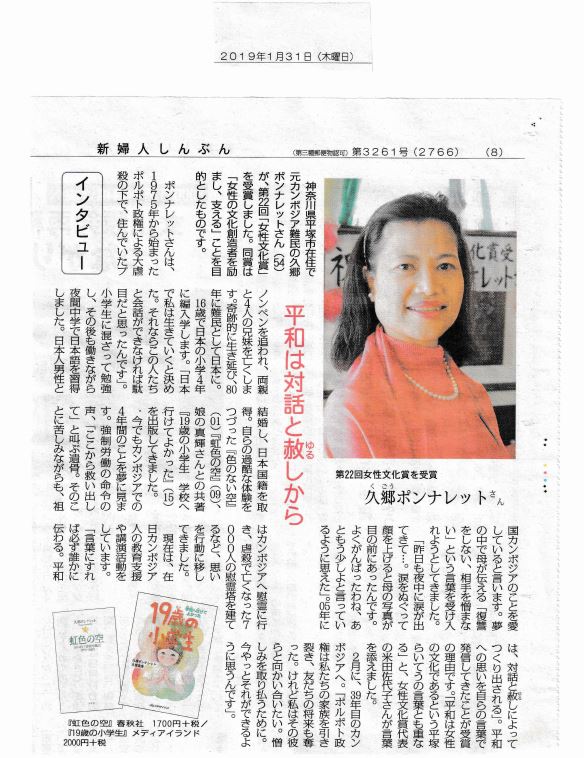 2019年1月31日（木曜日）
新婦人しんぶん
（第三種郵便物認可）第3261号（2766）
（8）
インタビュー
神奈川県平塚市在住で
元カンボジア難民の久郷
ポンナレットさん（54）
が、第22回「女性文化賞」
を受賞しました。同賞は
「女性の文化創造者を励
まし、支える」ことを目
的としたものです。
平和は対話と赦しから
ゆる
第22回女性文化賞を受賞
くごう
久郷ポンナレットさん
ポンナレットさんは、
1975年から始まった
ポルポト政権による大虐
殺の下で、住んでいたプ
ノンペンを追われ、両親
と4人の兄妹を亡くしま
す。奇跡的に生き延び、80
年に難民として日本に。
16歳で日本の小学4年
に編入学します。「日本
で私は生きていくと決め
た。それならこの人たち
と会話ができなければ駄
目だと思ったんです」。
小学生に混ざって勉強
し、その後も働きながら
夜間中学で日本語を習得
しました。日本人男性と
結婚し、日本国籍を取
得。自らの過酷な体験を
つづった『色のない空』
（01）『虹色の空』（09）、
娘の真輝さんとの共著
『19歳の小学生 学校へ
行けてよかった』（15）
を出版してきました。
今でもカンボジアでの
4年間のことを夢に見ま
す。強制労働の命令の
声、「ここから救い出し
て」と叫ぶ遺骨。そのこ
とに苦しみながらも、祖
国カンボジアのことを愛
していると言います。夢
の中で母が伝える「復讐
をしない、相手を憎まな
い」という言葉を受け入
れようとしてきました。
「昨日も夜中に涙が出
てきて…。涙をぬぐって
顔を上げると母の写真が
目の前にあったんです。
よくがんばったわね、あ
ともう少しよと言ってい
るように思えた」。05年に
はカンボジアへ慰霊に行
き、虐殺で亡くなった7
000人の慰霊塔を建て
るなど、思い
を行動に移し
てきました。
現在は、在
日カンボジア
人の教育支援
や講演活動を
しています。
「言葉にすれ
ば必ず誰かに
伝わる。平和
は、対話と赦しによって
つくり出される」。平和
への思いを自らの言葉で
発信してきたことが受賞
の理由です。「平和は女性
の文化であるという平塚
らいてうの言葉とも重な
る」と、女性文化賞代表
の米田佐代子さんが言葉
を添えました。
2月に、39年目のカン
ボジアへ。「ポルポト政
権は私たちの家族を引き
裂き、友だちの将来も奪
った。けれど私はその彼
らと向かい合いたい。憎
しみを取り払うために。
今やっとそれができるよ
うに思うんです」。
虹色の空
19歳の小学生
『虹色の空』春秋社 1700円＋税／
『19歳の小学生』メディアイランド
2000円＋税